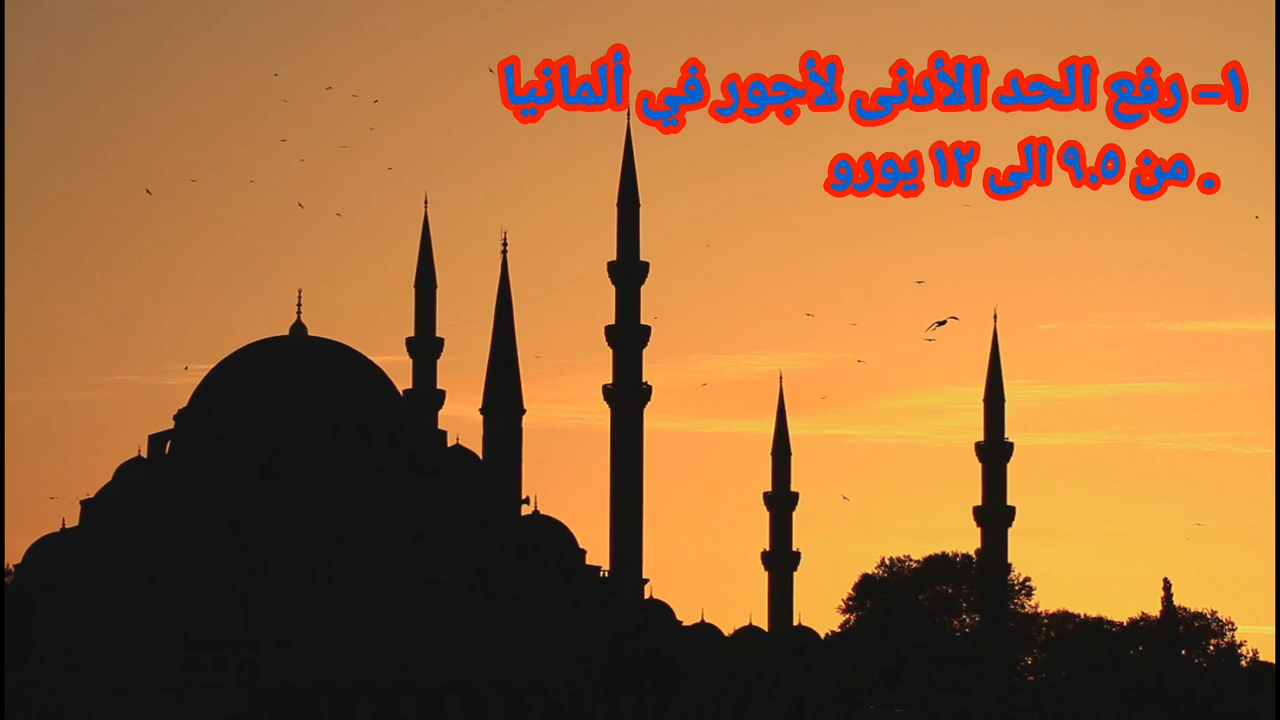 ١- رفع الحد الأدنى لأجور في ألمانيا
. من ٩.٥ الى ١٢ يورو